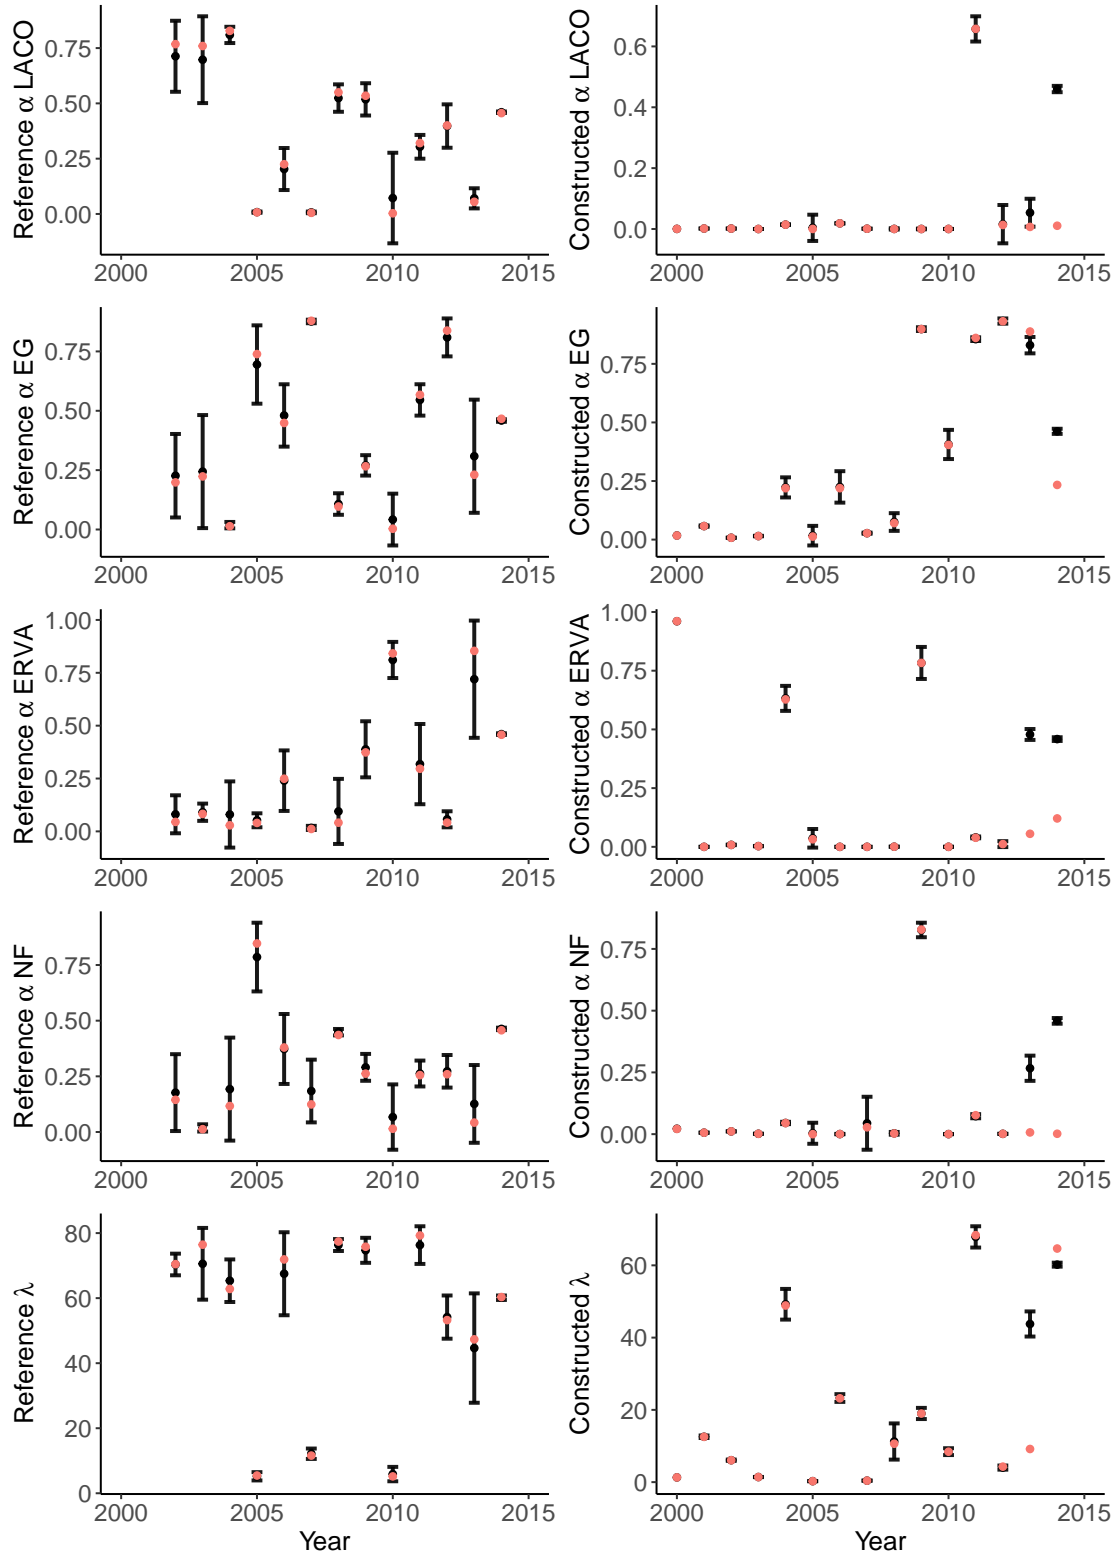 Reference α LACO
0.75
0.50
0.25
0.00
2000 2005 2010 2015
Constructed α LACO
0.6
0.4
0.2
0.0
2000 2005 2010 2015
Reference α EG
0.75
0.50
0.25
0.00
2000 2005 2010 2015
Constructed α EG
0.75
0.50
0.25
0.00
2000 2005 2010 2015
Reference α ERVA
1.00
0.75
0.50
0.25
0.00
2000 2005 2010 2015
Constructed α ERVA
1.00
0.75
0.50
0.25
0.00
2000 2005 2010 2015
Reference α NF
0.75
0.50
0.25
0.00
2000 2005 2010 2015
Constructed α NF
0.75
0.50
0.25
0.00
2000 2005 2010 2015
Reference λ
80
60
40
20
0
2000 2005 2010 2015
Year
Constructed λ
60
40
20
0
2000 2005 2010 2015
Year